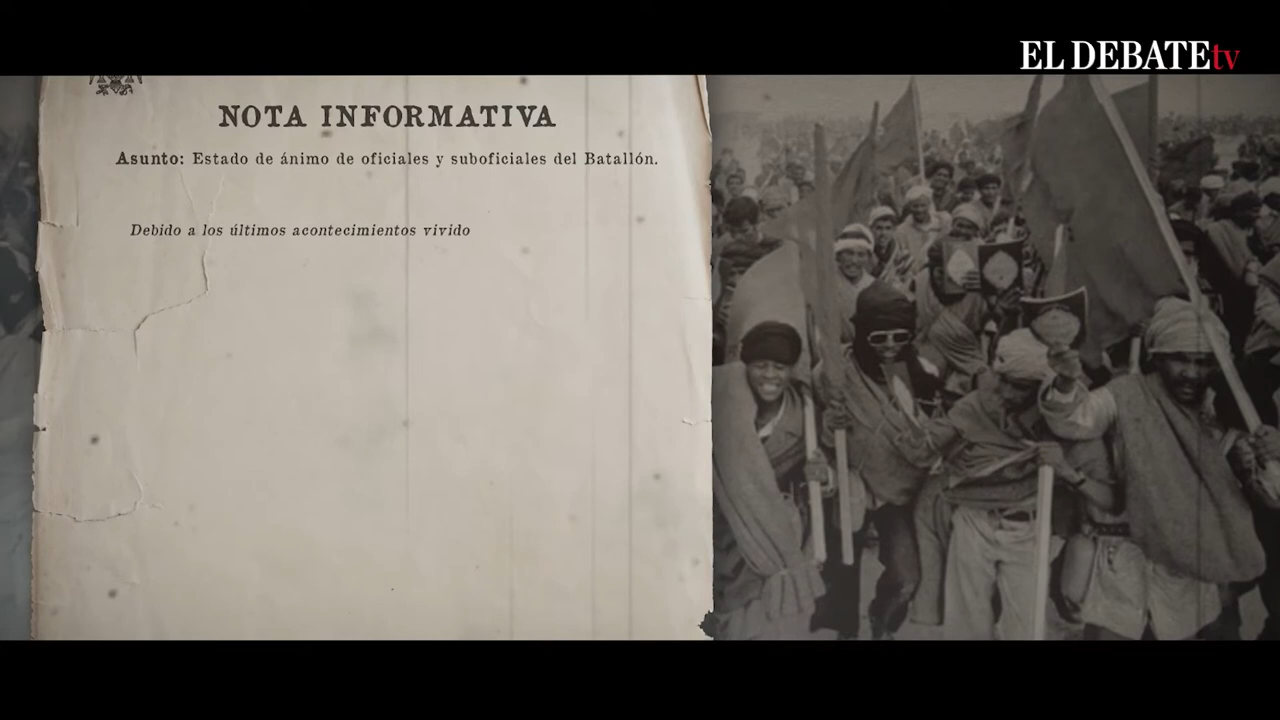 EL DEBATEtv
NOTA INFORMATIVA
Asunto: Estado de ánimo de oficiales y suboficiales del Batallón.
Debido a los últimos acontecimientos vivido